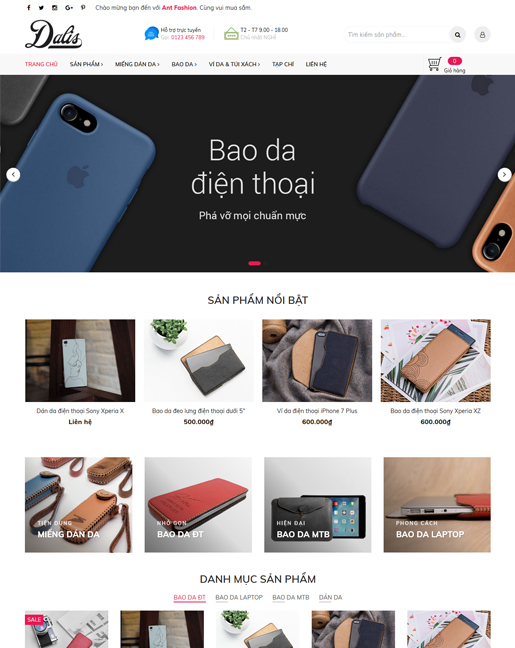 Chào mừng bạn đến với Ant Fashion. Cùng vui mua sắm.
Dalis
Hỗ trợ trực tuyến
Gọi: 0123 456 789
T2 - T7 9.00 - 18.00
Chủ nhật NGHỈ
Tìm kiếm sản phẩm...
TRANG CHỦ SẢN PHẨM MIẾNG DÁN DA BAO DA VÍ DA & TÚI XÁCH TẠP CHÍ LIÊN HỆ
0
Giỏ hàng
Bao da
điện thoại
Phá vỡ mọi chuẩn mực
SẢN PHẨM NỔI BẬT
Dán da điện thoại Sony Xperia X
Liên hệ
Bao da đeo lưng điện thoại dưới 5"
500.000₫
Ví da điện thoại iPhone 7 Plus
600.000₫
Bao da điện thoại Sony Xperia XZ
600.000₫
TIỆN DỤNG
MIẾNG DÁN DA
NHỎ GỌN
BAO DA ĐT
HIỆN ĐẠI
BAO DA MTB
PHONG CÁCH
BAO DA LAPTOP
DANH MỤC SẢN PHẨM
BAO DA ĐT BAO DA LAPTOP BAO DA MTB DÁN DA
SALE